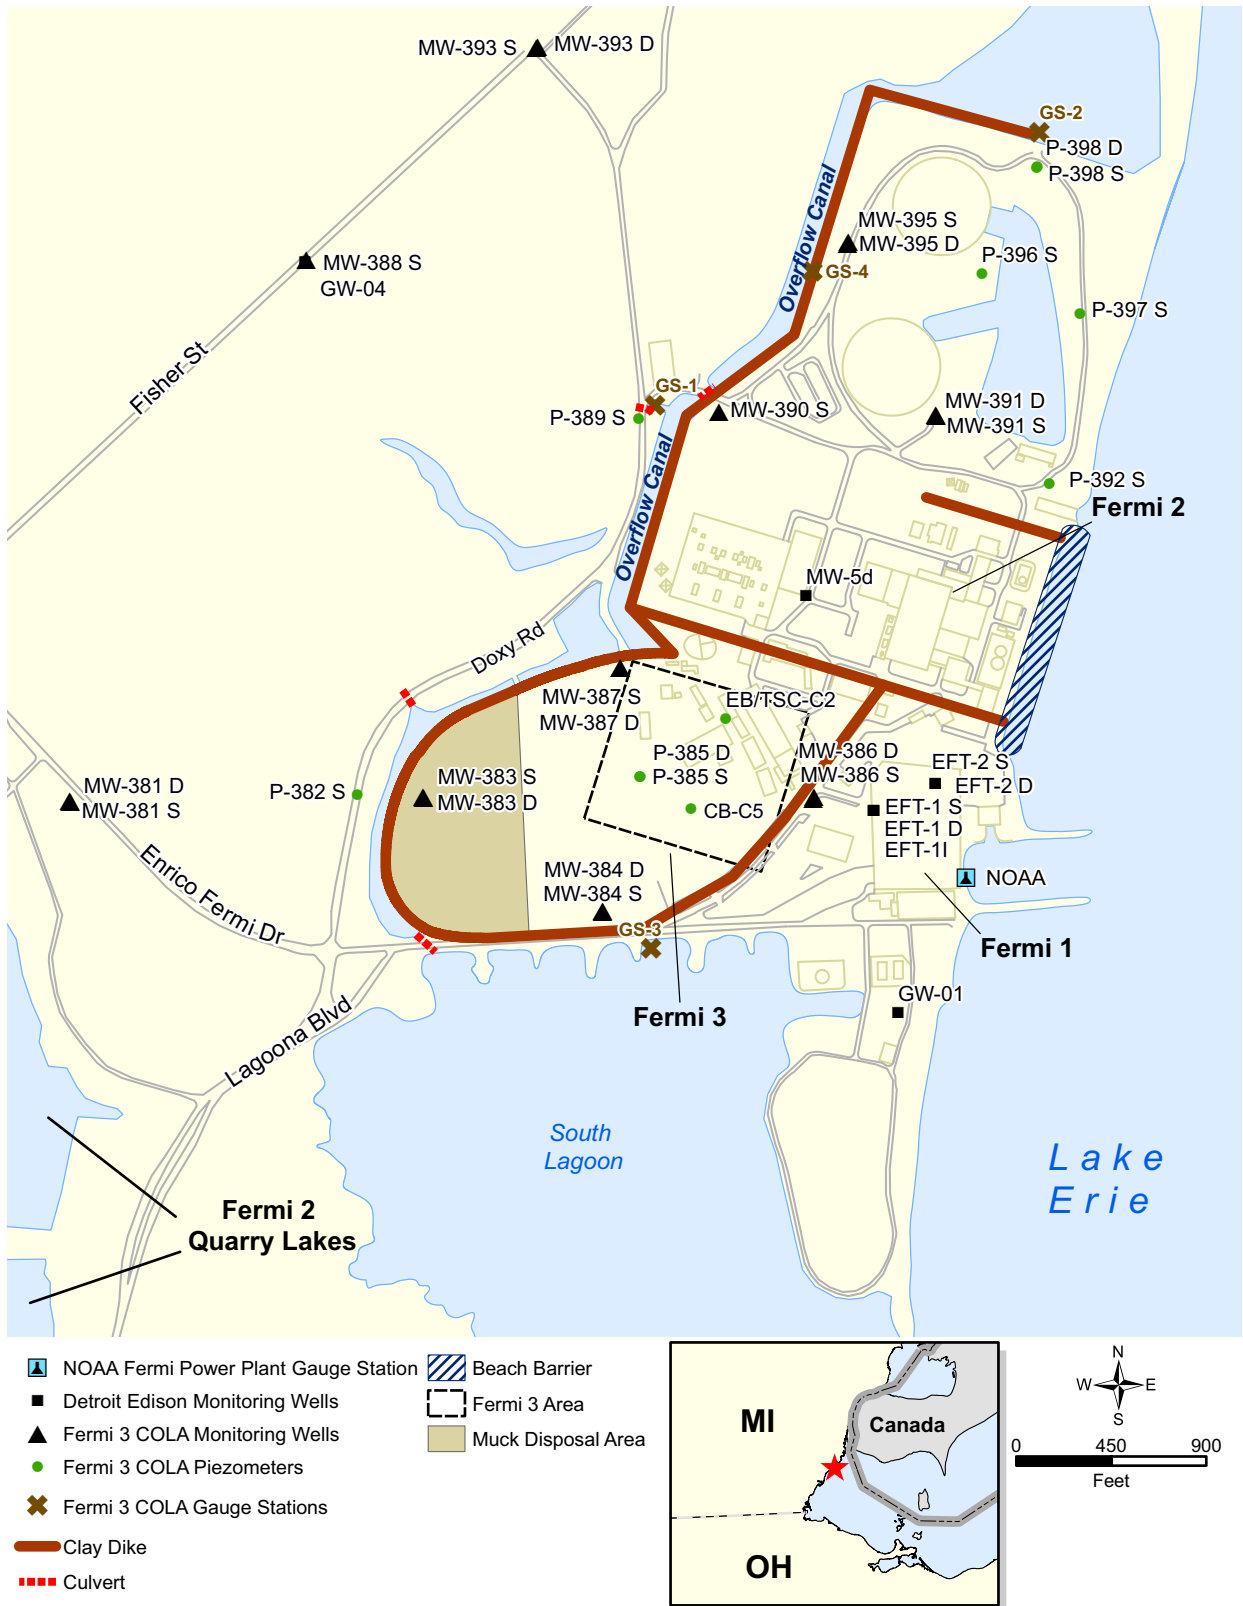 MW-393 S
MW-393 D
GS-2
P-398 D
P-398 S
Overflow Canal
MW-395 S
MW-395 D
P-396 S
GS-4
MW-388 S
GW-04
P-397 S
Fisher St
GS-1
P-389 S
MW-390 S
MW-391 D
MW-391 S
Overflow Canal
P-392 S
Fermi 2
MW-5d
Doxy Rd
MW-387 S
MW-387 D
EB/TSC-C2
P-385 D
P-385 S
MW-386 D
MW-386 S
EFT-2 S
EFT-2 D
MW-381 D
MW-381 S
P-382 S
MW-383 S
MW-383 D
CB-C5
EFT-1 S
EFT-1 D
EFT-1I
Enrico Fermi Dr
MW-384 D
MW-384 S
NOAA
GS-3
Fermi 1
GW-01
Fermi 3
Lagoona Blvd
South
Lagoon
Lake
Erie
Fermi 2
Quarry Lakes
NOAA Fermi Power Plant Gauge Station
Detroit Edison Monitoring Wells
Fermi 3 COLA Monitoring Wells
Fermi 3 COLA Piezometers
Fermi 3 COLA Gauge Stations
Clay Dike
Culvert
Beach Barrier
Fermi 3 Area
Muck Disposal Area
MI
Canada
OH
N
W
E
S
0
450
900
Feet